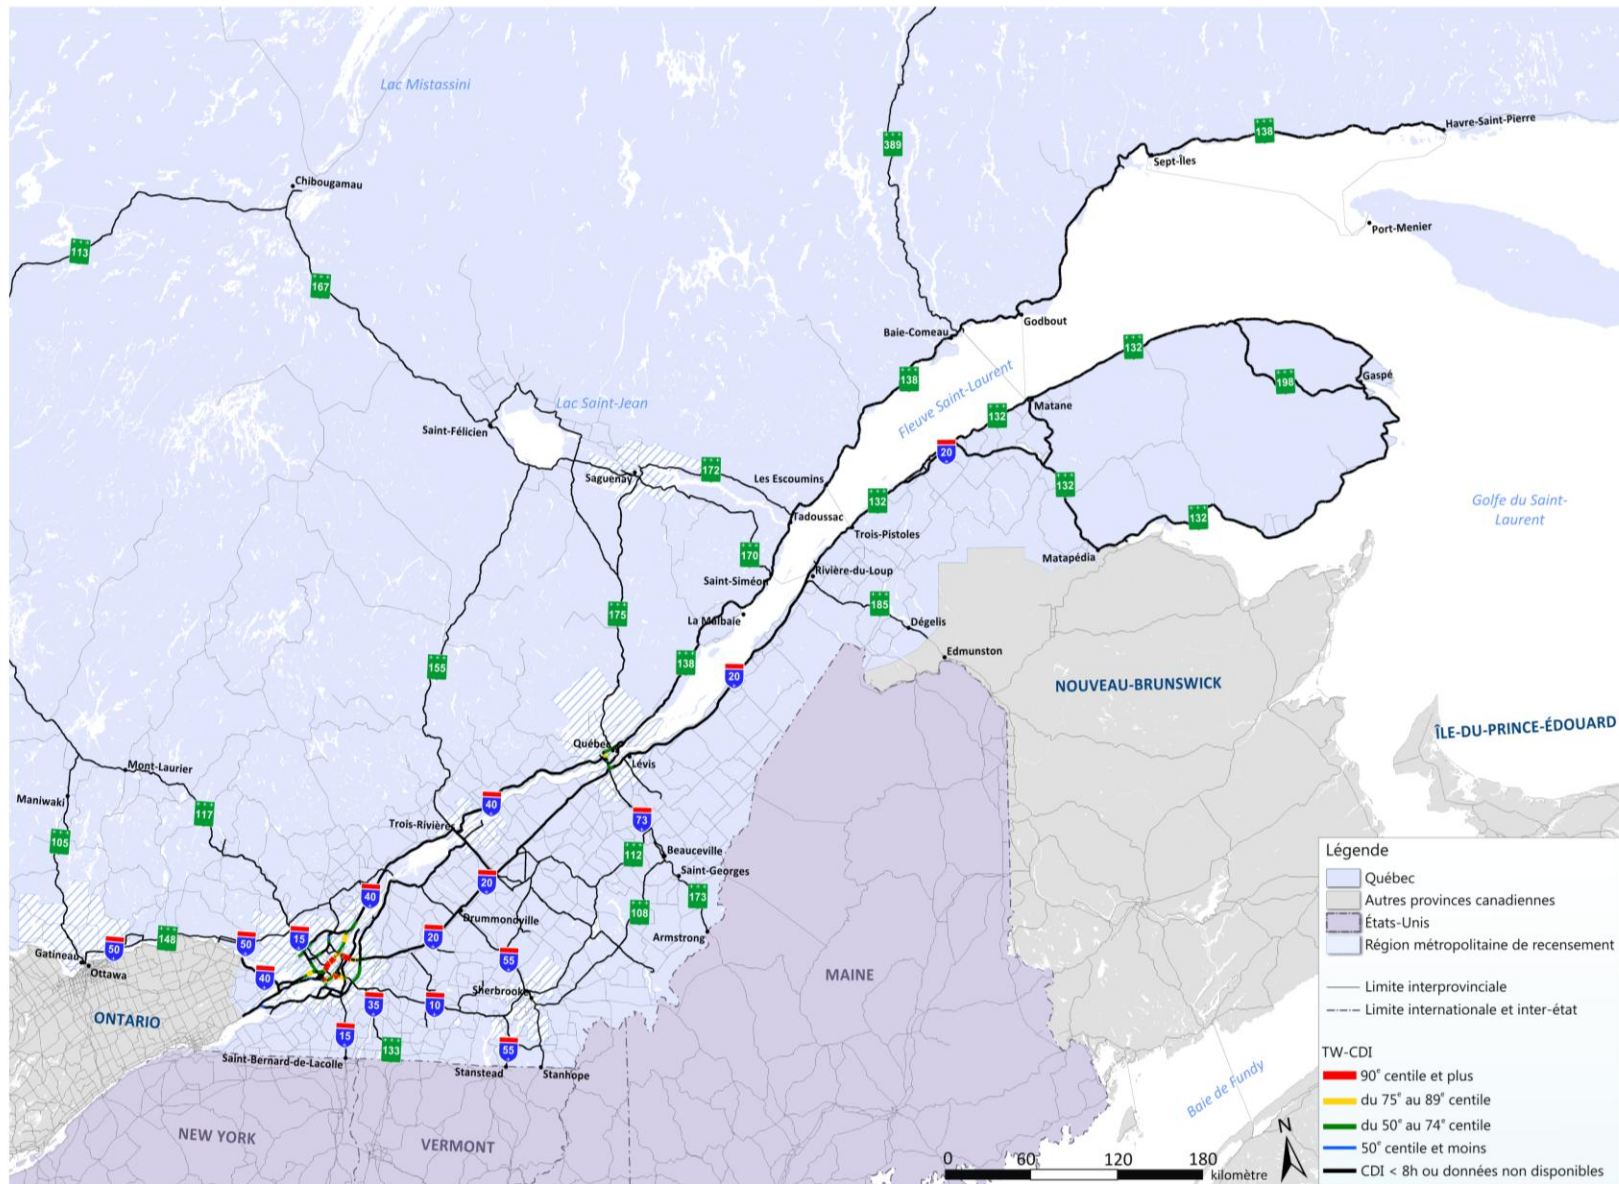 Lac Mistassini
Havre-Saint-Pierre
138
389
Sept-Îles
Chibougamau
Port-Menier
113
167
Godbout
Baie-Comeau
132
138
Fleuve Saint-Laurent
Gaspé
198
Lac Saint-Jean
Matane
132
Saint-Félicien
20
172
Saguenay
Les Escoumins
132
132
Golfe du Saint-
Laurent
Tadoussac
132
Trois-Pistoles
170
Matapédia
Saint-Siméon
Rivière-du-Loup
175
185
La Malbaie
Dégelis
Edmunston
155
138
20
NOUVEAU-BRUNSWICK
ÎLE-DU-PRINCE-ÉDOUARD
Québec
Lévis
Mont-Laurier
Maniwaki
40
117
73
Trois-Rivières
105
112
Beauceville
Saint-Georges
20
40
173
108
Drummondville
Armstrong
148
50
50
15
20
Gatineau
Ottawa
40
55
MAINE
Sherbrooke
35
10
ONTARIO
15
133
55
Saint-Bernard-de-Lacolle
Stanstead
Stanhope
NEW YORK
VERMONT
Baie de Fundy
Légende
Québec
Autres provinces canadiennes
États-Unis
Région métropolitaine de recensement
Limite interprovinciale
Limite internationale et inter-état
TW-CDI
90e centile et plus
du 75e au 89e centile
du 50e au 74e centile
50e centile et moins
CDI < 8h ou données non disponibles
N
0 60 120 180
kilomètre